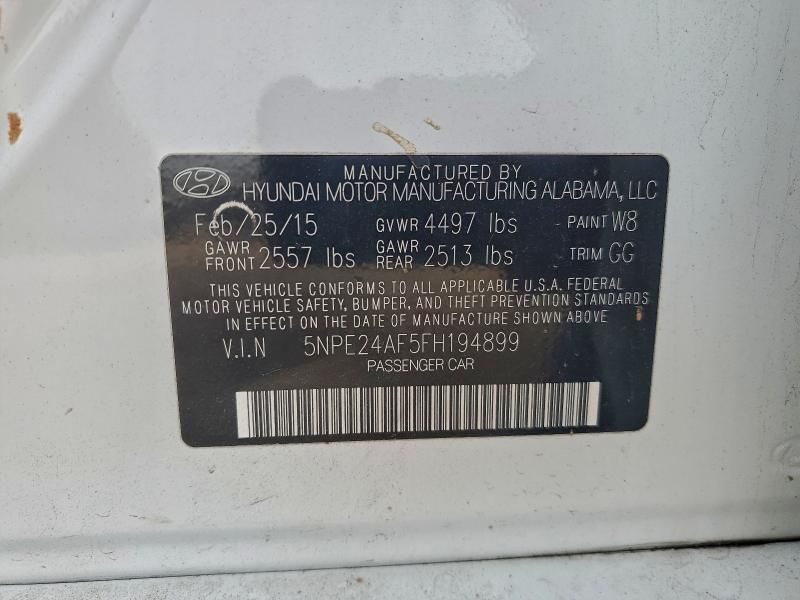 MANUFACTURED BY
HYUNDAI MOTOR MANUFACTURING ALABAMA, LLC
Feb/25/15 GVWR 4497 lbs PAINT W8
GAWR FRONT 2557 lbs GAWR REAR 2513 lbs TRIM GG
THIS VEHICLE CONFORMS TO ALL APPLICABLE U.S.A. FEDERAL
MOTOR VEHICLE SAFETY, BUMPER, AND THEFT PREVENTION STANDARDS
IN EFFECT ON THE DATE OF MANUFACTURE SHOWN ABOVE
V.I.N 5NPE24AF5FH194899
PASSENGER CAR